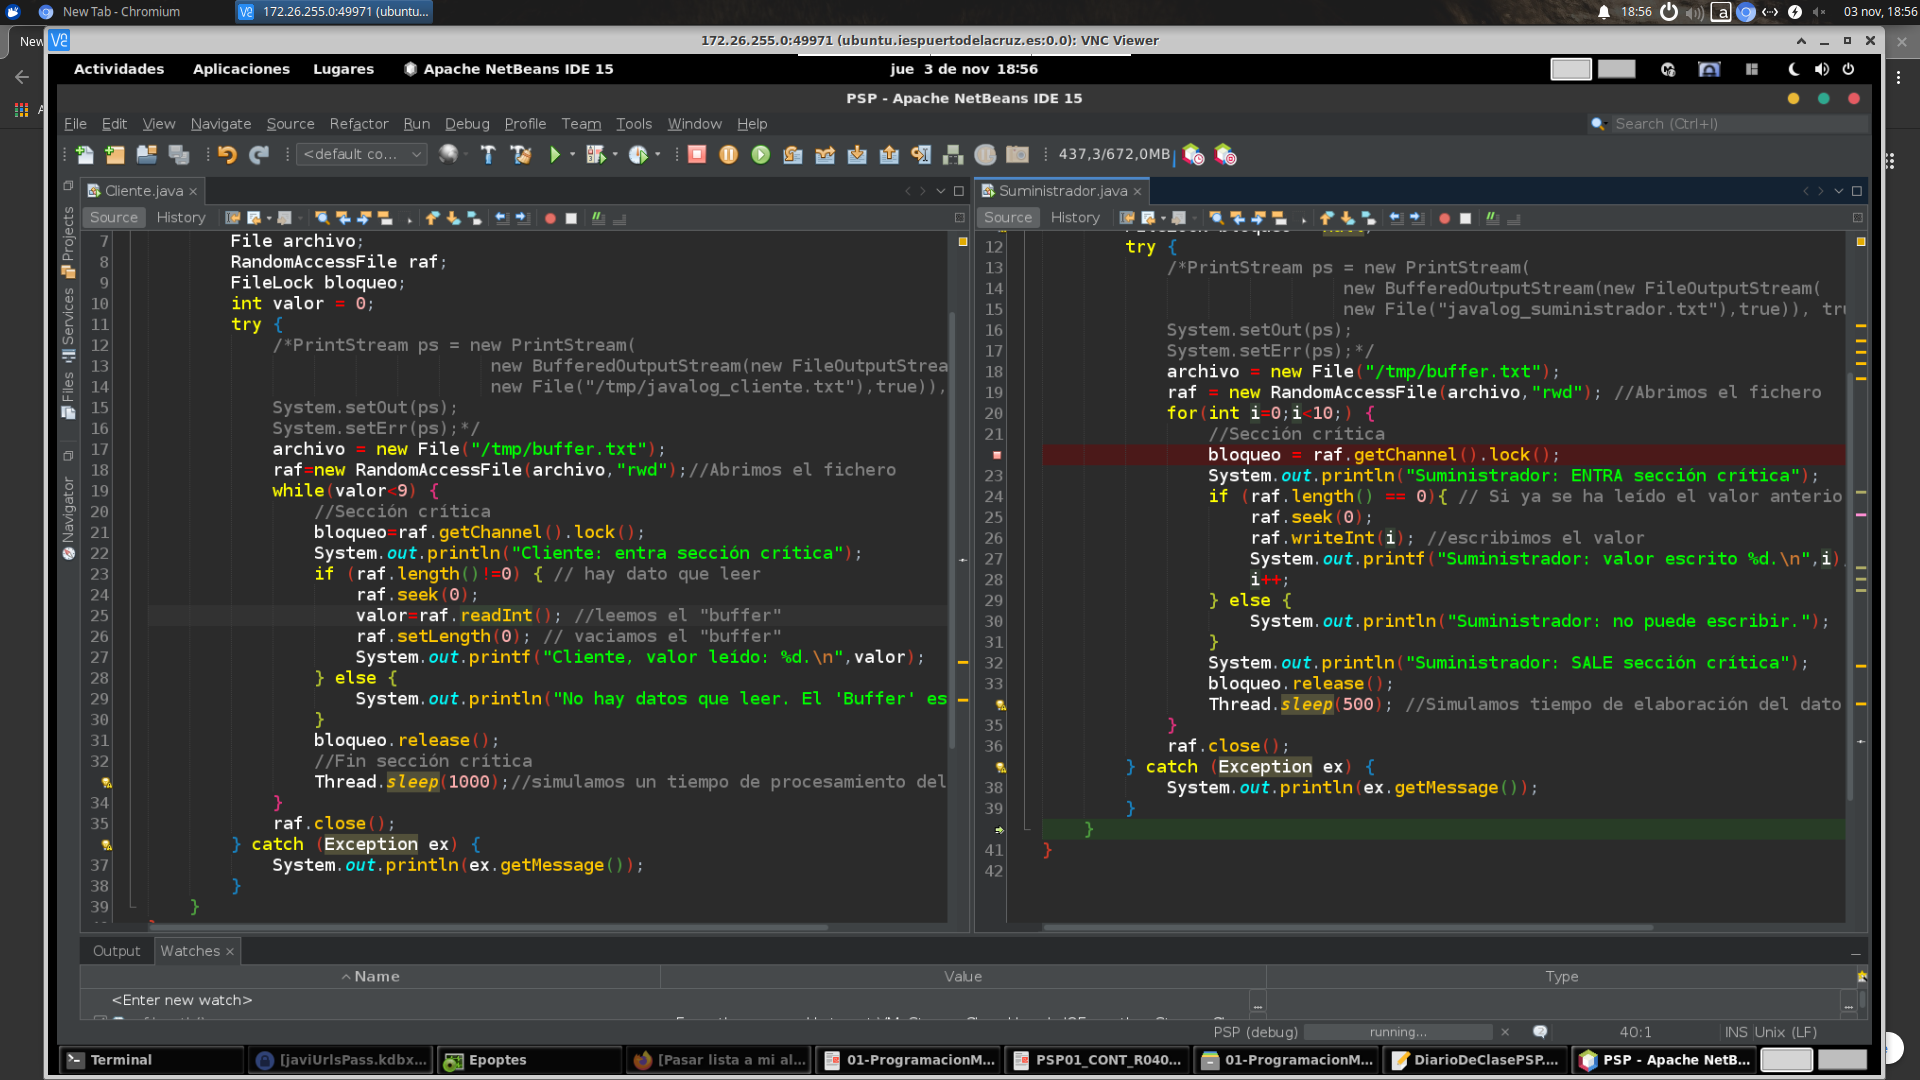 New Tab - Chromium
172.26.255.0:49971 (ubuntu...
18:56
03 nov, 18:56
172.26.255.0:49971 (ubuntu.iespuertodelacruz.es:0.0): VNC Viewer
Actividades Aplicaciones Lugares Apache NetBeans IDE 15
jue 3 de nov 18:56
PSP - Apache NetBeans IDE 15
File Edit View Navigate Source Refactor Run Debug Profile Team Tools Window Help
Search (Ctrl+I)
<default co...
437,3/672,0MB
Projects
Services
Files
Navigator
Cliente.java
Source History
7 File archivo;
8 RandomAccessFile raf;
9 FileLock bloqueo;
10 int valor = 0;
11 try {
12 /*PrintStream ps = new PrintStream(
13 new BufferedOutputStream(new FileOutputStrea
14 new File("/tmp/javalog_cliente.txt"),true)),
15 System.setOut(ps);
16 System.setErr(ps);*/
17 archivo = new File("/tmp/buffer.txt");
18 raf=new RandomAccessFile(archivo,"rwd");//Abrimos el fichero
19 while(valor<9) {
20 //Sección crítica
21 bloqueo=raf.getChannel().lock();
22 System.out.println("Cliente: entra sección crítica");
23 if (raf.length()!=0) { // hay dato que leer
24 raf.seek(0);
25 valor=raf.readInt(); //leemos el "buffer"
26 raf.setLength(0); // vaciamos el "buffer"
27 System.out.printf("Cliente, valor leído: %d.\n",valor);
28 } else {
29 System.out.println("No hay datos que leer. El 'Buffer' es
30 }
31 bloqueo.release();
32 //Fin sección crítica
Thread.sleep(1000);//simulamos un tiempo de procesamiento del
34 }
35 raf.close();
} catch (Exception ex) {
37 System.out.println(ex.getMessage());
38 }
39 }
Suministrador.java
Source History
12 try {
13 /*PrintStream ps = new PrintStream(
14 new BufferedOutputStream(new FileOutputStream(
15 new File("javalog_suministrador.txt"),true)), tru
16 System.setOut(ps);
17 System.setErr(ps);*/
18 archivo = new File("/tmp/buffer.txt");
19 raf = new RandomAccessFile(archivo,"rwd"); //Abrimos el fichero
20 for(int i=0;i<10;) {
21 //Sección crítica
bloqueo = raf.getChannel().lock();
23 System.out.println("Suministrador: ENTRA sección crítica");
24 if (raf.length() == 0){ // Si ya se ha leído el valor anterio
25 raf.seek(0);
26 raf.writeInt(i); //escribimos el valor
27 System.out.printf("Suministrador: valor escrito %d.\n",i)
28 i++;
29 } else {
30 System.out.println("Suministrador: no puede escribir.");
31 }
32 System.out.println("Suministrador: SALE sección crítica");
33 bloqueo.release();
Thread.sleep(500); //Simulamos tiempo de elaboración del dato
35 }
36 raf.close();
} catch (Exception ex) {
38 System.out.println(ex.getMessage());
39 }
}
41 }
42
Output Watches
Name Value Type
<Enter new watch>
PSP (debug) running... 40:1 INS Unix (LF)
Terminal
[javiUrlsPass.kdbx...
Epoptes
[Pasar lista a mi al...
01-ProgramacionM...
PSP01_CONT_R040...
01-ProgramacionM...
DiarioDeClasePSP....
PSP - Apache NetB...